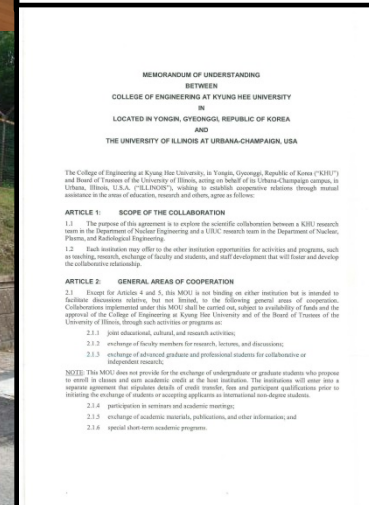 MEMORANDUM OF UNDERSTANDING
BETWEEN
COLLEGE OF ENGINEERING AT KYUNG HEE UNIVERSITY
IN
LOCATED IN YONGIN, GYEONGGI, REPUBLIC OF KOREA
AND
THE UNIVERSITY OF ILLINOIS AT URBANA-CHAMPAIGN, USA
The College of Engineering at Kyung Hee University, in Yongin, Gyeonggi, Republic of Korea ("KHU")
and Board of Trustees of the University of Illinois, acting on behalf of its Urbana-Champaign campus, in
Urbana, Illinois, U.S.A. ("ILLINOIS"), wishing to establish cooperative relations through mutual
assistance in the areas of education, research and others, agree as follows:
ARTICLE 1: SCOPE OF THE COLLABORATION
1.1 The purpose of this agreement is to explore the scientific collaboration between a KHU research
team in the Department of Nuclear Engineering and a UIUC research team in the Department of Nuclear,
Plasma, and Radiological Engineering.
1.2 Each institution may offer to the other institution opportunities for activities and programs, such
as teaching, research, exchange of faculty and students, and staff development that will foster and develop
the collaborative relationship.
ARTICLE 2: GENERAL AREAS OF COOPERATION
2.1 Except for Articles 4 and 5, this MOU is not binding on either institution but is intended to
facilitate discussions relative, but not limited, to the following general areas of cooperation.
Collaborations implemented under this MOU shall be carried out, subject to availability of funds and the
approval of the College of Engineering at Kyung Hee University and of the Board of Trustees of the
University of Illinois, through such activities or programs as:
2.1.1 joint educational, cultural, and research activities;
2.1.2 exchange of faculty members for research, lectures, and discussions;
2.1.3 exchange of advanced graduate and professional students for collaborative or
independent research;
NOTE: This MOU does not provide for the exchange of undergraduate or graduate students who propose
to enroll in classes and earn academic credit at the host institution. The institutions will enter into a
separate agreement that stipulates details of credit transfer, fees and participant qualifications prior to
initiating the exchange of students or accepting applicants as international non-degree students.
2.1.4 participation in seminars and academic meetings;
2.1.5 exchange of academic materials, publications, and other information; and
2.1.6 special short-term academic programs.